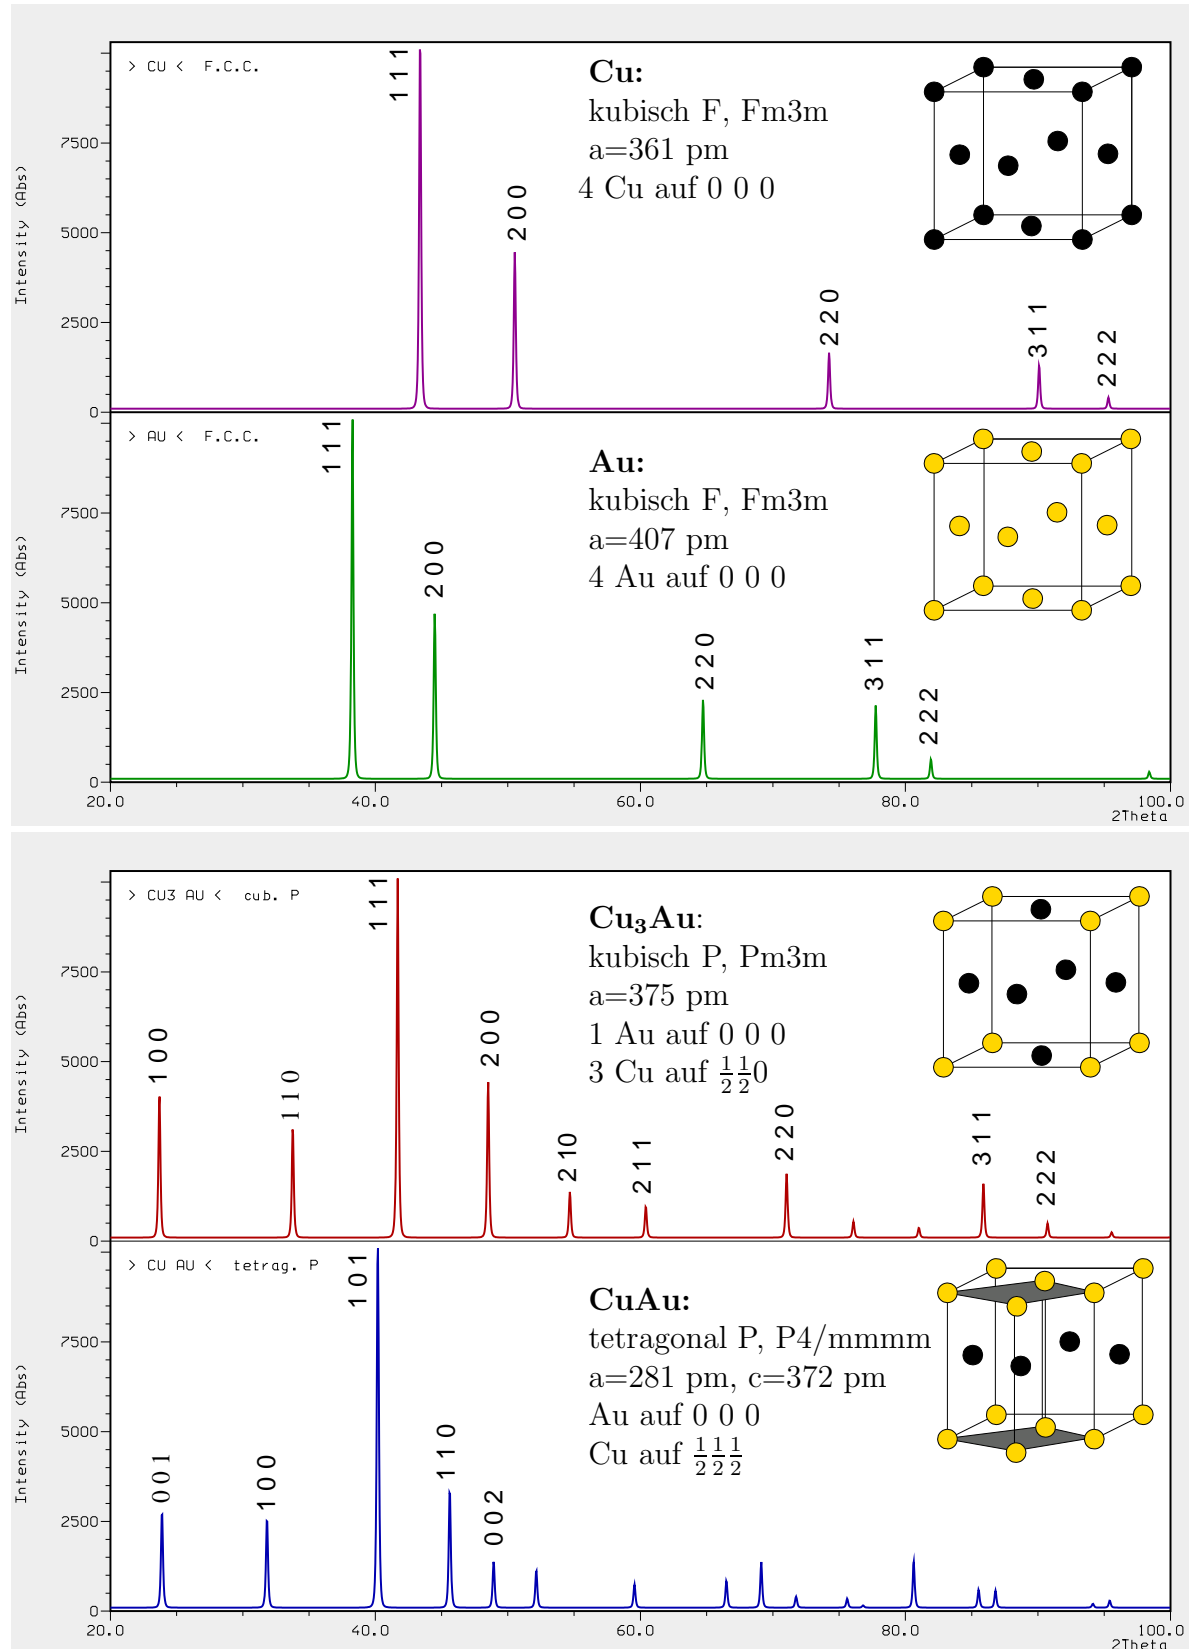 > CU <  F.C.C.
Intensity (Abs)
7500
5000
2500
0
1 1 1
2 0 0
2 2 0
3 1 1
2 2 2
Cu:
kubisch F, Fm3m
a=361 pm
4 Cu auf 0 0 0
> AU <  F.C.C.
Intensity (Abs)
7500
5000
2500
0
1 1 1
2 0 0
2 2 0
3 1 1
2 2 2
Au:
kubisch F, Fm3m
a=407 pm
4 Au auf 0 0 0
20.0 40.0 60.0 80.0 100.0
2Theta
> CU3 AU <  cub. P
Intensity (Abs)
7500
5000
2500
0
1 0 0
1 1 0
1 1 1
2 0 0
2 1 0
2 1 1
2 2 0
3 1 1
2 2 2
Cu₃Au:
kubisch P, Pm3m
a=375 pm
1 Au auf 0 0 0
3 Cu auf ½½0
> CU AU <  tetrag. P
Intensity (Abs)
7500
5000
2500
0
0 0 1
1 0 0
1 0 1
1 1 0
0 0 2
CuAu:
tetragonal P, P4/mmmm
a=281 pm, c=372 pm
Au auf 0 0 0
Cu auf ½½½
20.0 40.0 60.0 80.0 100.0
2Theta